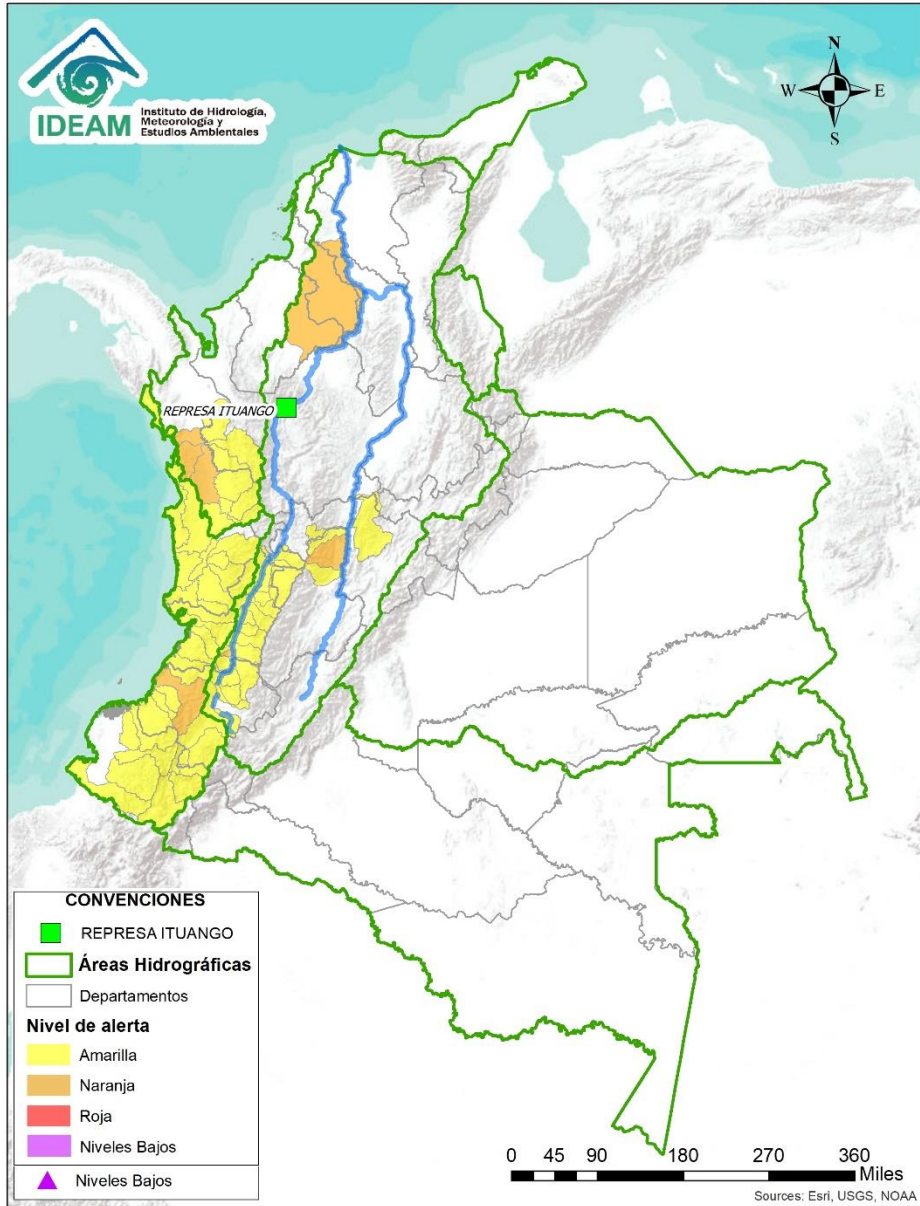 IDEAM
Instituto de Hidrología,
Meteorología y
Estudios Ambientales
N
W
E
S
REPRESA ITUANGO
CONVENCIONES
REPRESA ITUANGO
Áreas Hidrográficas
Departamentos
Nivel de alerta
Amarilla
Naranja
Roja
Niveles Bajos
Niveles Bajos
0 45 90 180 270 360
Miles
Sources: Esri, USGS, NOAA